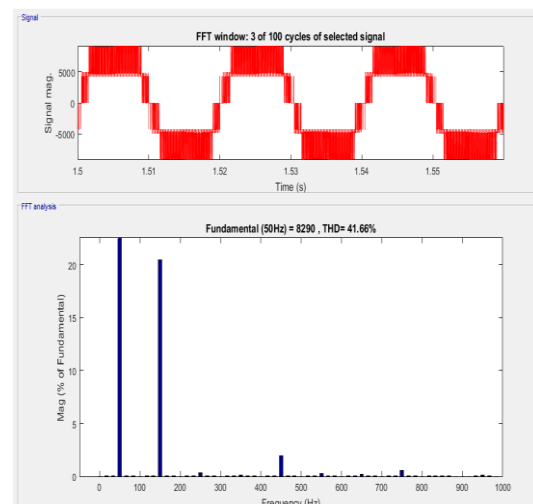 Signal
FFT window: 3 of 100 cycles of selected signal
Signal mag.
5000
0
-5000
1.5 1.51 1.52 1.53 1.54 1.55
Time (s)
FFT analysis
Fundamental (50Hz) = 8290 , THD= 41.66%
Mag (% of Fundamental)
20
15
10
5
0
0 100 200 300 400 500 600 700 800 900 1000
Frequency (Hz)